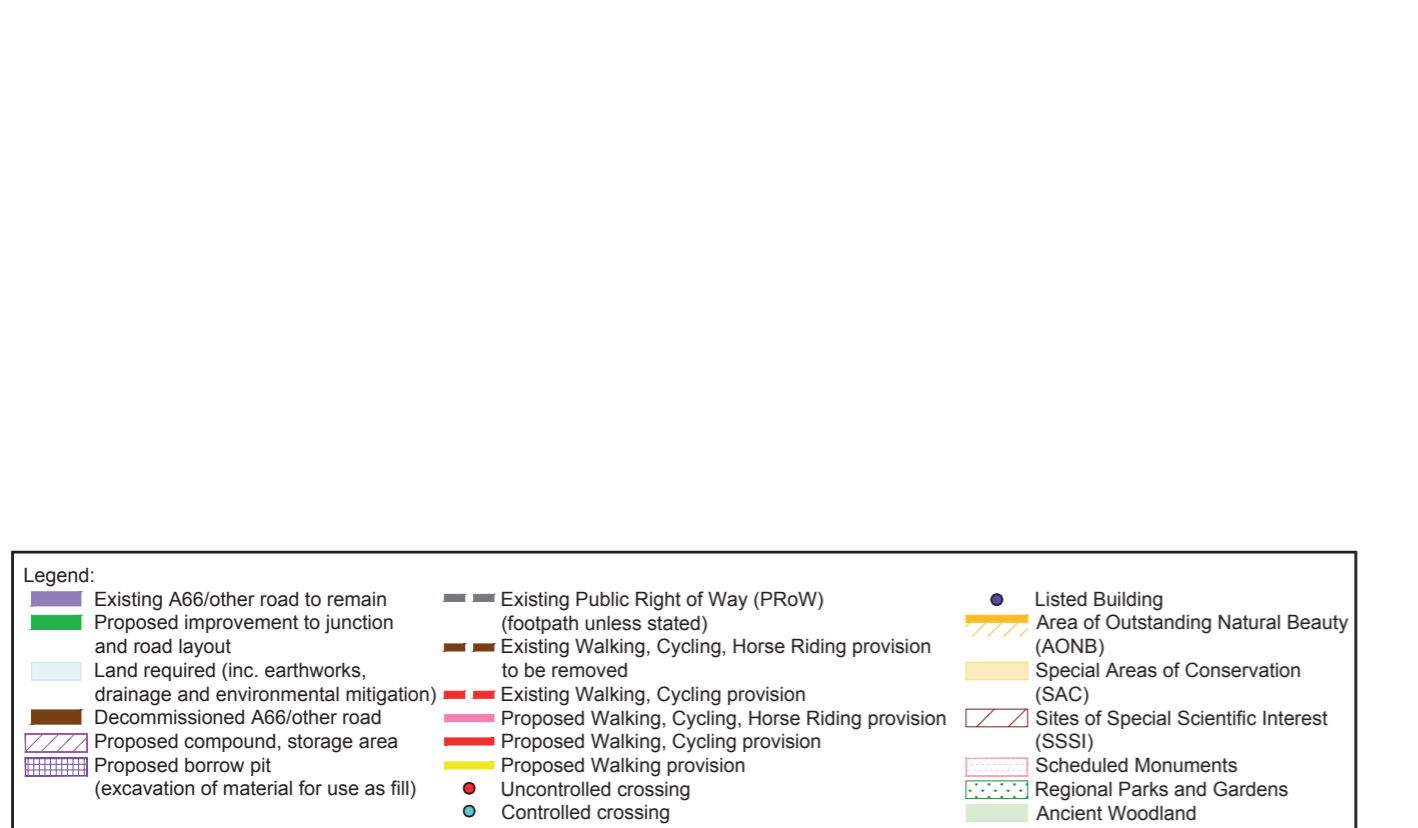 Legend:
Existing A66/other road to remain
Proposed improvement to junction
and road layout
Land required (inc. earthworks,
drainage and environmental mitigation)
Decommissioned A66/other road
Proposed compound, storage area
Proposed borrow pit
(excavation of material for use as fill)
Existing Public Right of Way (PRoW)
(footpath unless stated)
Existing Walking, Cycling, Horse Riding provision
to be removed
Existing Walking, Cycling provision
Proposed Walking, Cycling, Horse Riding provision
Proposed Walking, Cycling provision
Proposed Walking provision
Uncontrolled crossing
Controlled crossing
Listed Building
Area of Outstanding Natural Beauty
(AONB)
Special Areas of Conservation
(SAC)
Sites of Special Scientific Interest
(SSSI)
Scheduled Monuments
Regional Parks and Gardens
Ancient Woodland